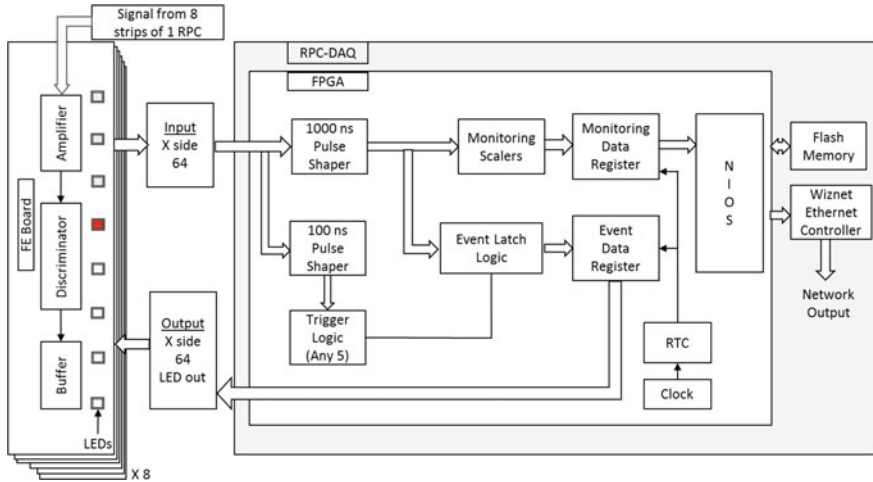 Signal from 8
strips of 1 RPC
RPC-DAQ
FPGA
FE Board
Amplifier
Discriminator
Buffer
LEDs
X 8
Input
X side
64
Output
X side
64
LED out
1000 ns
Pulse
Shaper
100 ns
Pulse
Shaper
Trigger
Logic
(Any 5)
Monitoring
Scalers
Event Latch
Logic
Monitoring
Data
Register
Event
Data
Register
RTC
Clock
N
I
O
S
Flash
Memory
Wiznet
Ethernet
Controller
Network
Output